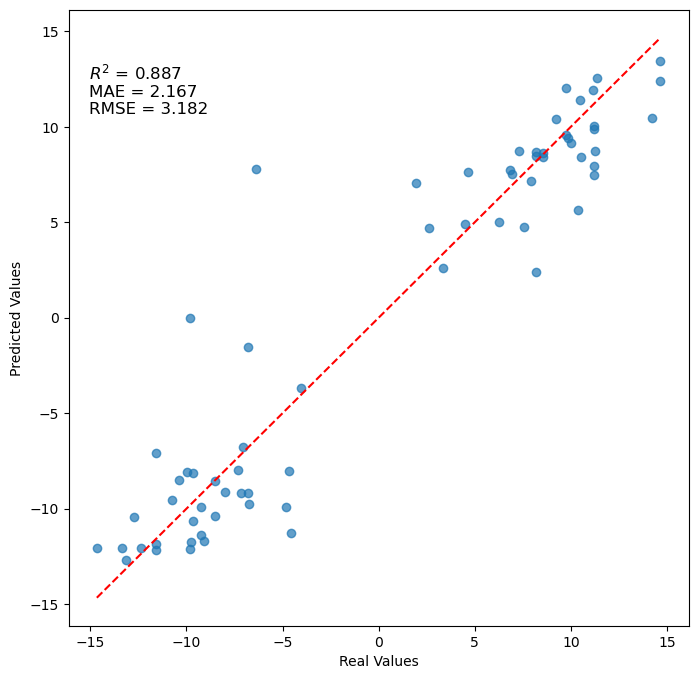 R² = 0.887
MAE = 2.167
RMSE = 3.182
Predicted Values
15
10
5
0
−5
−10
−15
−15
−10
−5
0
5
10
15
Real Values